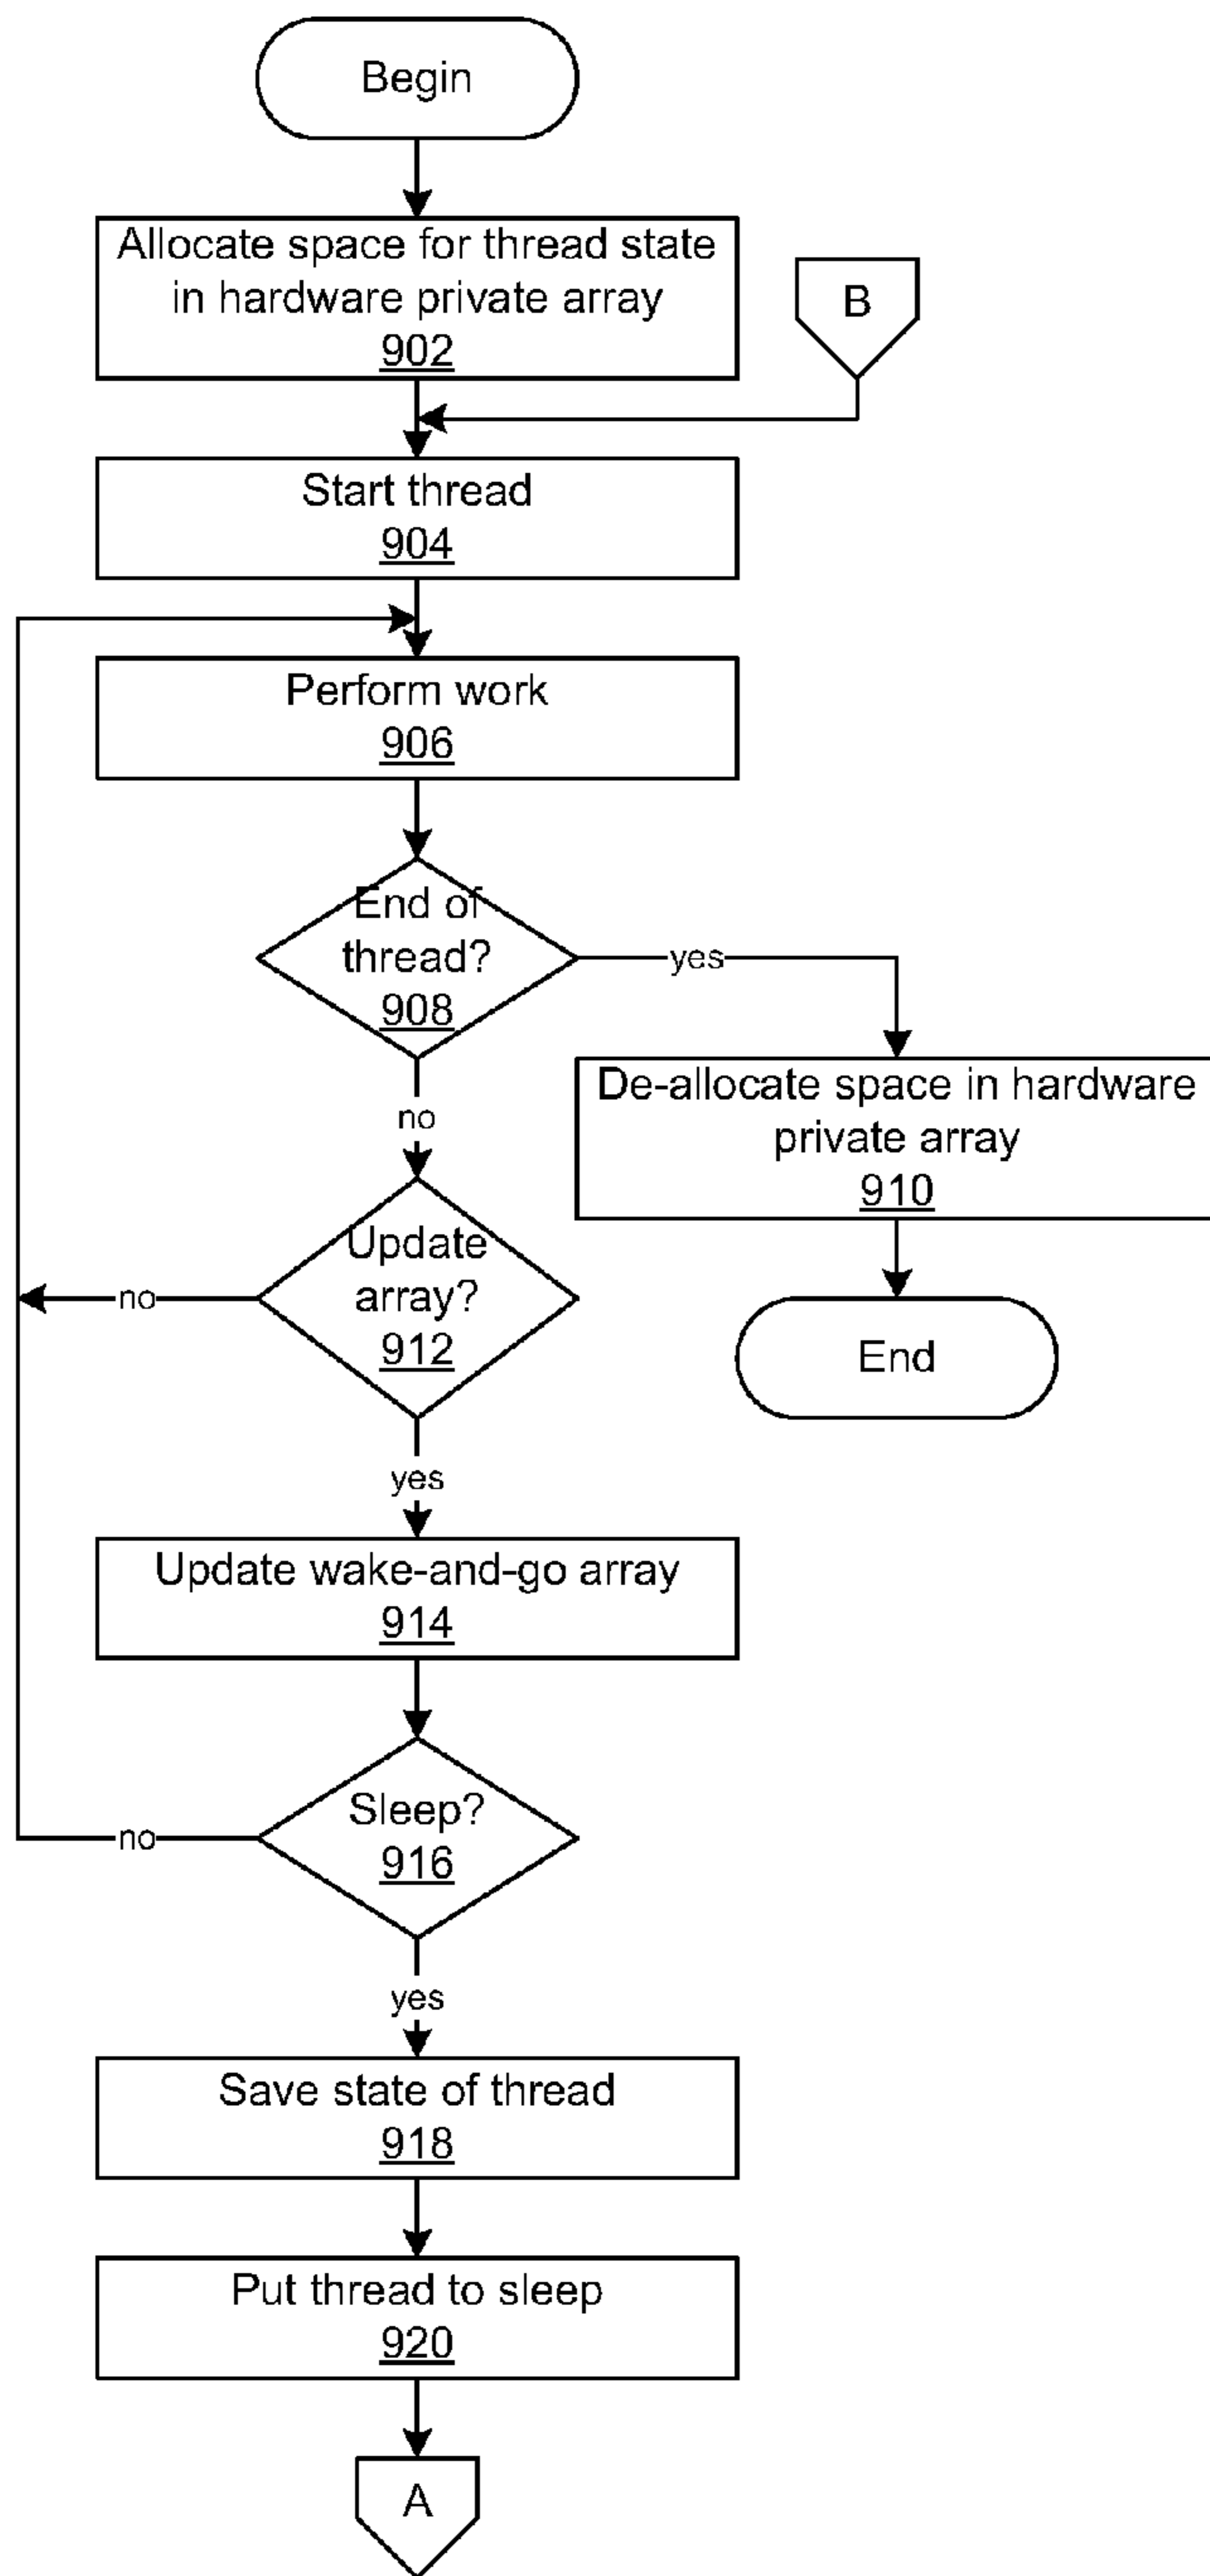 Begin
Allocate space for thread state
in hardware private array
902
B
Start thread
904
Perform work
906
End of
thread?
908
yes
no
De-allocate space in hardware
private array
910
Update
array?
912
no
End
yes
Update wake-and-go array
914
Sleep?
916
no
yes
Save state of thread
918
Put thread to sleep
920
A